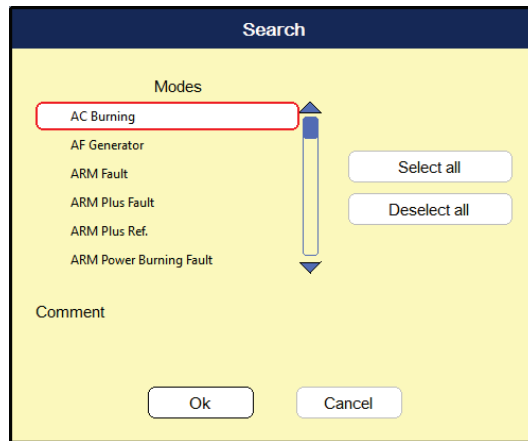 Search
Modes
AC Burning
AF Generator
ARM Fault
ARM Plus Fault
ARM Plus Ref.
ARM Power Burning Fault
Select all
Deselect all
Comment
Ok
Cancel